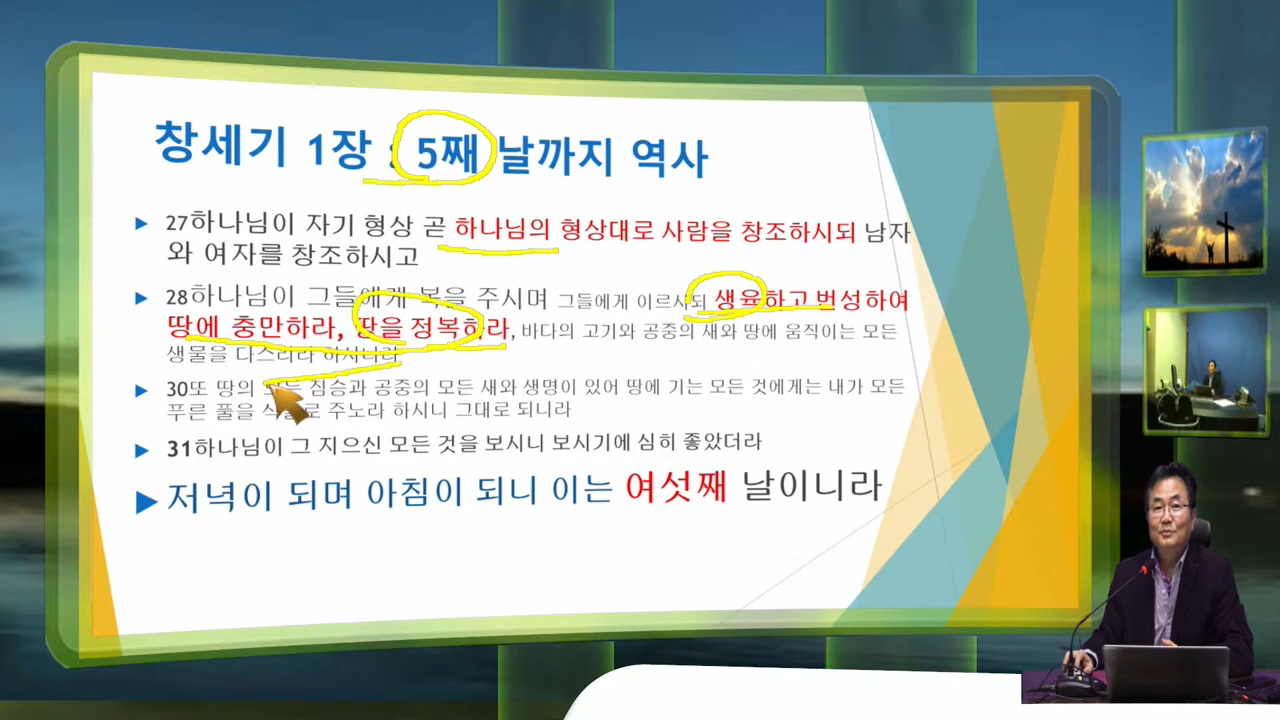 창세기 1장 : 5째 날까지 역사
27하나님이 자기 형상 곧 하나님의 형상대로 사람을 창조하시되 남자
와 여자를 창조하시고
28하나님이 그들에게 복을 주시며 그들에게 이르시되 생육하고 번성하여
땅에 충만하라, 땅을 정복하라, 바다의 고기와 공중의 새와 땅에 움직이는 모든
생물을 다스리라 하시니라
30또 땅의 모든 짐승과 공중의 모든 새와 생명이 있어 땅에 기는 모든 것에게는 내가 모든
푸른 풀을 식물로 주노라 하시니 그대로 되니라
31하나님이 그 지으신 모든 것을 보시니 보시기에 심히 좋았더라
저녁이 되며 아침이 되니 이는 여섯째 날이니라